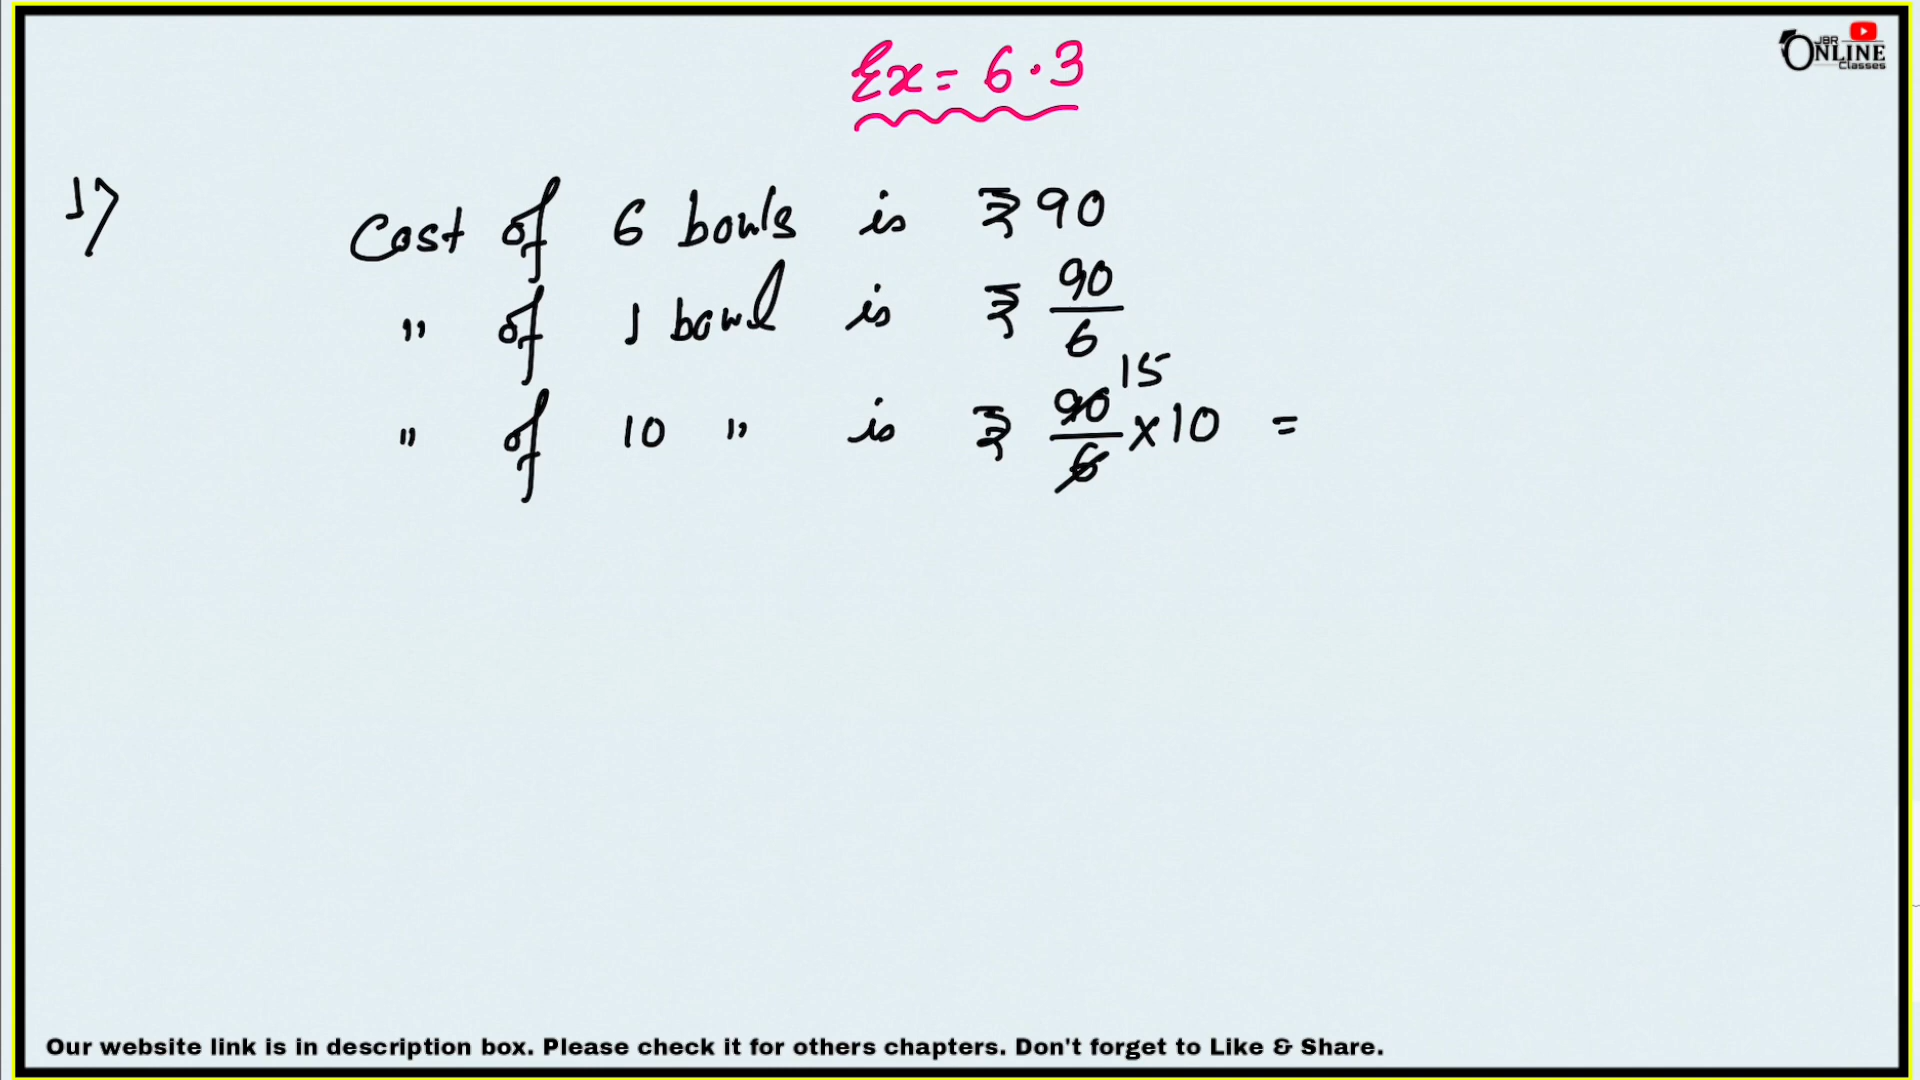 JBR
ONLINE
Classes
Ex = 6.3
1)
Cost of 6 bowls is ₹ 90
" of 1 bowl is ₹ 90/6
" of 10 " is ₹ 90/6 15 × 10 =
Our website link is in description box. Please check it for others chapters. Don't forget to Like & Share.